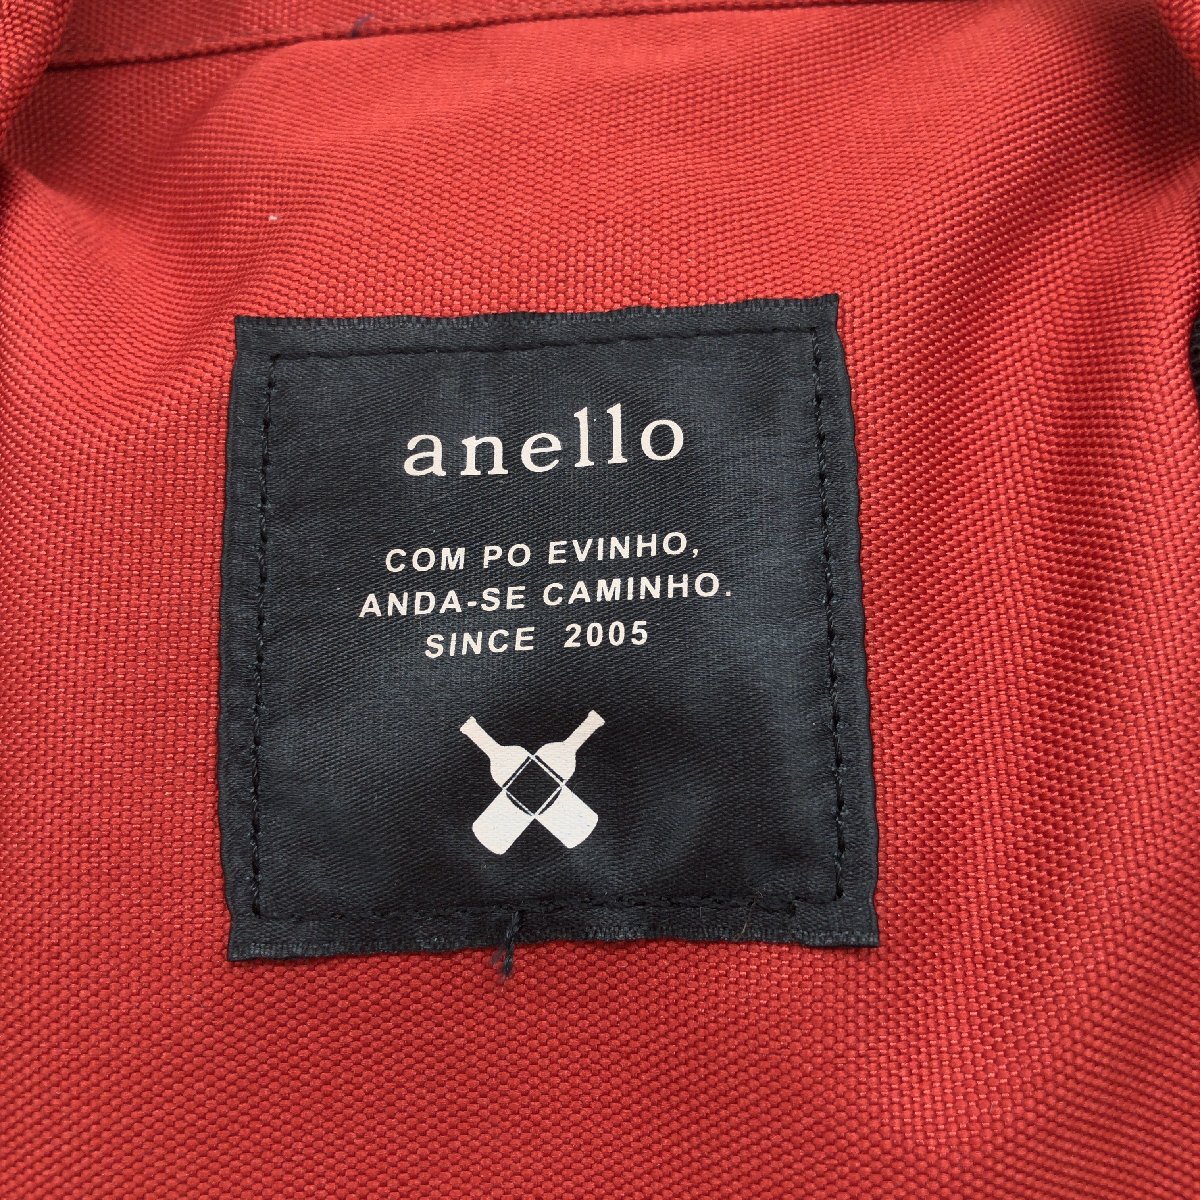 anello
COM PO EVINHO,
ANDA-SE CAMINHO.
SINCE 2005